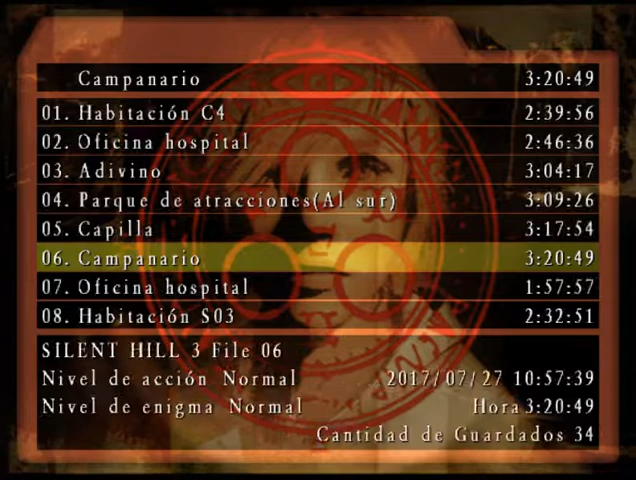 Campanario 3:20:49
01. Habitación C4 2:39:56
02. Oficina hospital 2:46:36
03. Adivino 3:04:17
04. Parque de atracciones(Al sur) 3:09:26
05. Capilla 3:17:54
06. Campanario 3:20:49
07. Oficina hospital 1:57:57
08. Habitación S03 2:32:51
SILENT HILL 3 File 06
Nivel de acción Normal 2017/07/27 10:57:39
Nivel de enigma Normal Hora 3:20:49
Cantidad de Guardados 34